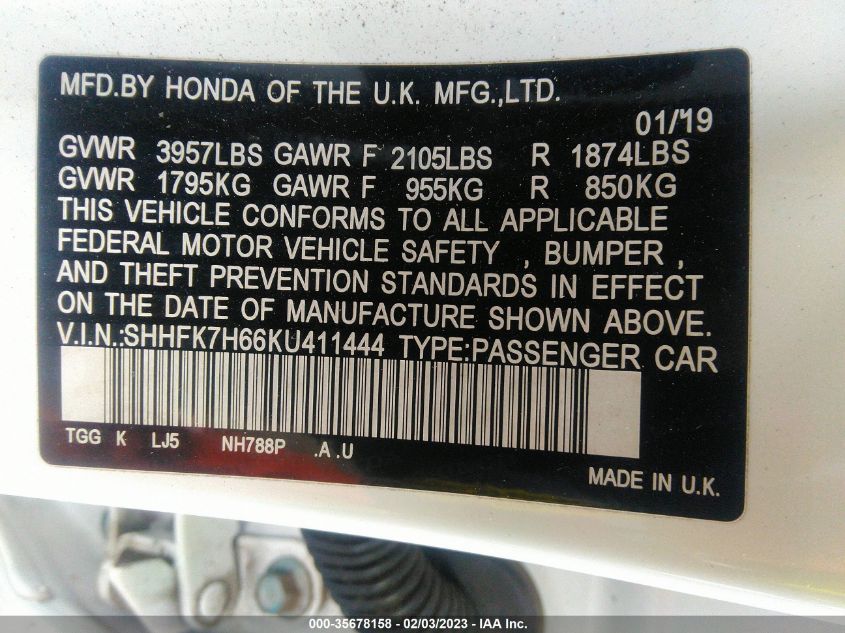 MFD.BY HONDA OF THE U.K. MFG.,LTD.
01/'19
GVWR 3957LBS GAWR F 2105LBS R 1874LBS
GVWR 1795KG GAWR F 955KG R 850KG
THIS VEHICLE CONFORMS TO ALL APPLICABLE
FEDERAL MOTOR VEHICLE SAFETY , BUMPER ,
AND THEFT PREVENTION STANDARDS IN EFFECT
ON THE DATE OF MANUFACTURE SHOWN ABOVE.
V.I.N.:SHHFK7H66KU411444 TYPE:PASSENGER CAR
TGG K LJ5 NH788P .A .U
MADE IN U.K.
000-35678158 - 02/03/2023 - IAA Inc.